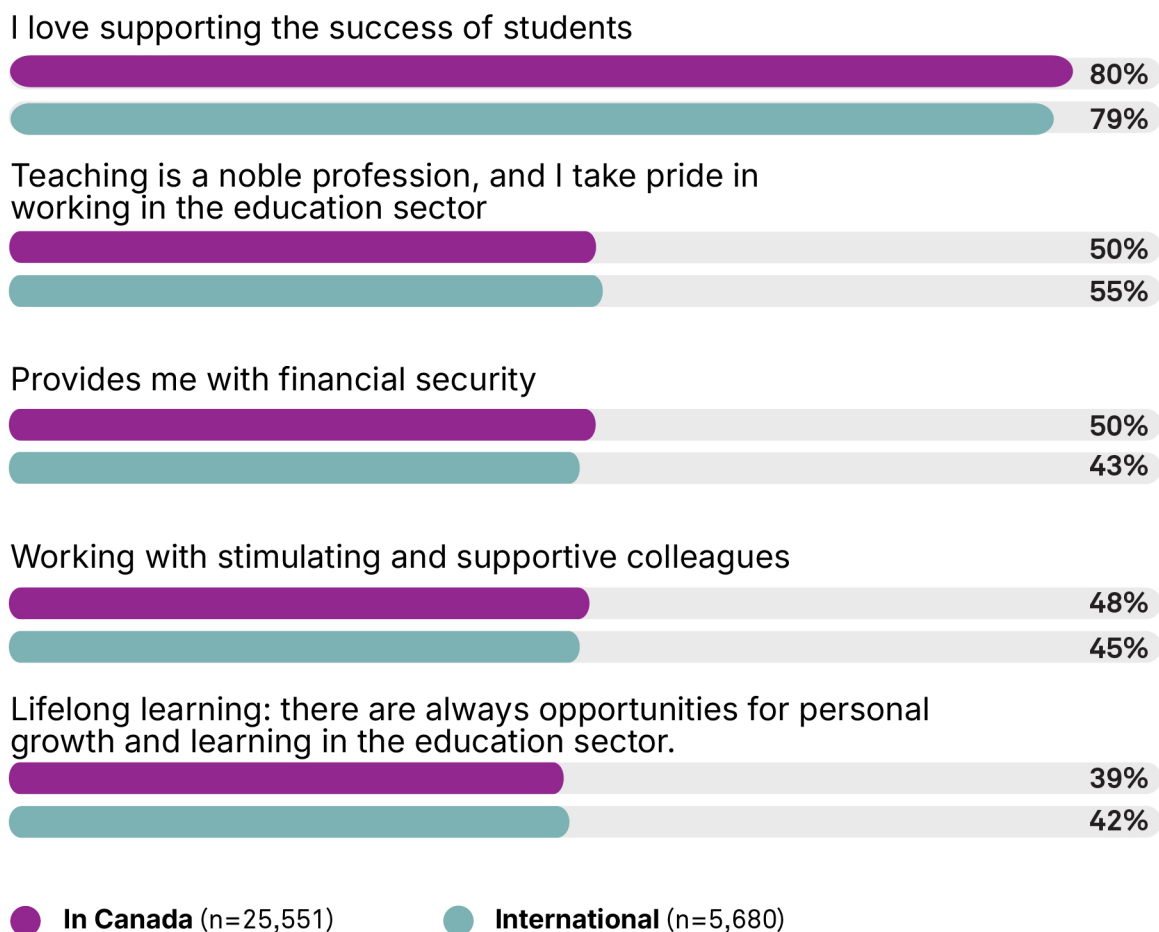 I love supporting the success of students
80%
79%
Teaching is a noble profession, and I take pride in
working in the education sector
50%
55%
Provides me with financial security
50%
43%
Working with stimulating and supportive colleagues
48%
45%
Lifelong learning: there are always opportunities for personal
growth and learning in the education sector.
39%
42%
In Canada (n=25,551) International (n=5,680)